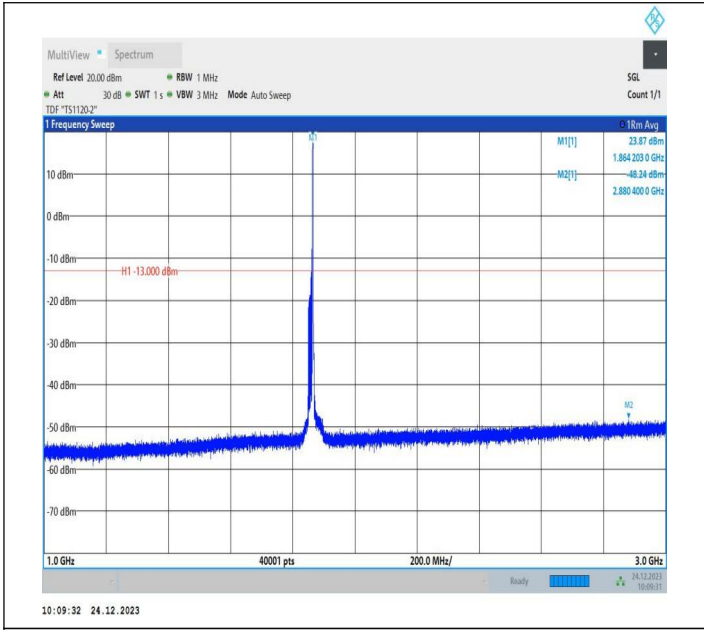 MultiView Spectrum
Ref Level 20.00 dBm RBW 1 MHz SGL
Att 30 dB SWT 1 s VBW 3 MHz Mode Auto Sweep Count 1/1
TDF "TS1120-2"
1 Frequency Sweep 1Rm Avg
M1 M1[1] 23.87 dBm
1.864 203 0 GHz
10 dBm M2[1] -48.24 dBm
2.880 400 0 GHz
0 dBm
-10 dBm
H1 -13.000 dBm
-20 dBm
-30 dBm
-40 dBm
M2
-50 dBm
-60 dBm
-70 dBm
1.0 GHz 40001 pts 200.0 MHz/ 3.0 GHz
Ready 24.12.2023
10:09:31
10:09:32 24.12.2023